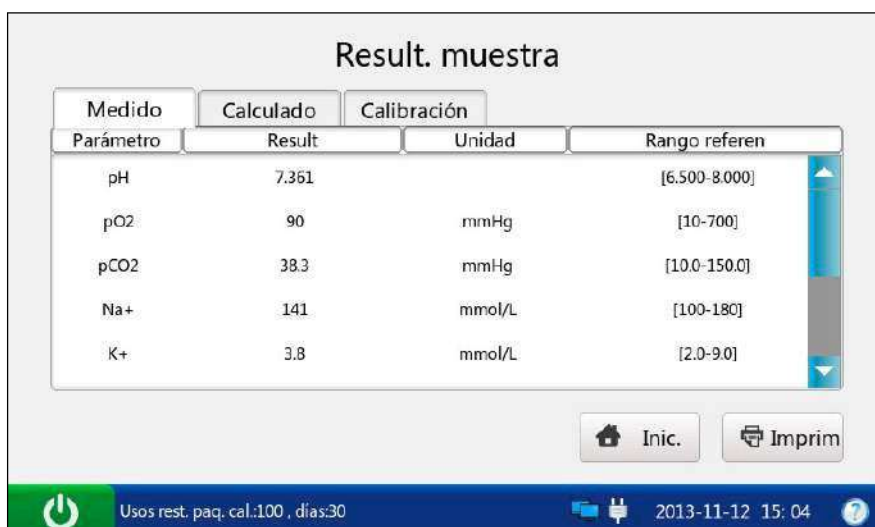 Result. muestra
Medido Calculado Calibración
Parámetro Result Unidad Rango referen
pH 7.361 [6.500-8.000]
pO2 90 mmHg [10-700]
pCO2 38.3 mmHg [10.0-150.0]
Na+ 141 mmol/L [100-180]
K+ 3.8 mmol/L [2.0-9.0]
Inic. Imprim
Usos rest. paq. cal.:100 , días:30 2013-11-12 15: 04 ?